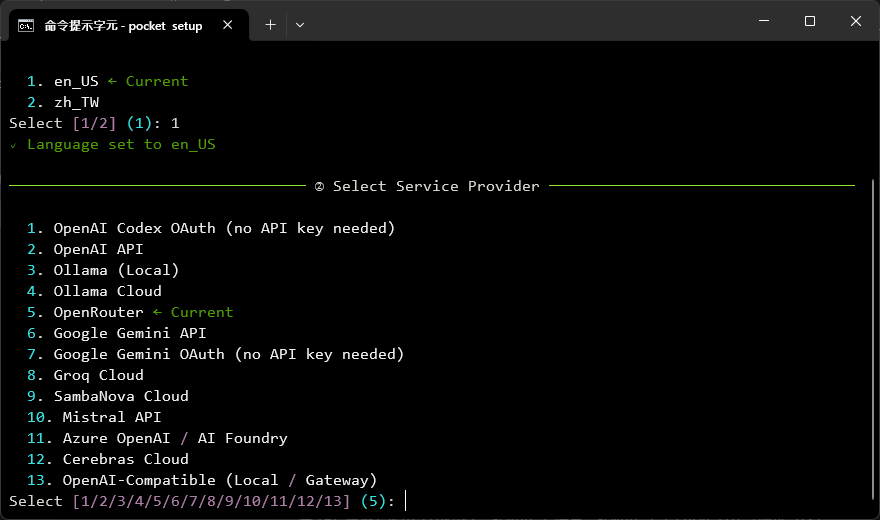 命令提示字元 - pocket setup
1. en_US ← Current
2. zh_TW
Select [1/2] (1): 1
✓ Language set to en_US
② Select Service Provider
1. OpenAI Codex OAuth (no API key needed)
2. OpenAI API
3. Ollama (Local)
4. Ollama Cloud
5. OpenRouter ← Current
6. Google Gemini API
7. Google Gemini OAuth (no API key needed)
8. Groq Cloud
9. SambaNova Cloud
10. Mistral API
11. Azure OpenAI / AI Foundry
12. Cerebras Cloud
13. OpenAI-Compatible (Local / Gateway)
Select [1/2/3/4/5/6/7/8/9/10/11/12/13] (5):